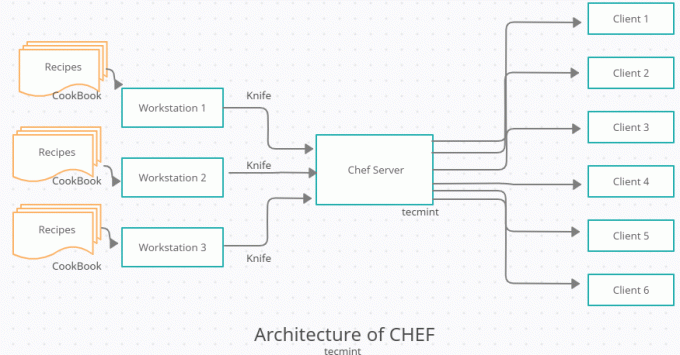 Recipes
CookBook
Workstation 1
Knife
Recipes
CookBook
Workstation 2
Knife
Recipes
CookBook
Workstation 3
Knife
Chef Server
tecmint
Client 1
Client 2
Client 3
Client 4
Client 5
Client 6
Architecture of CHEF
tecmint